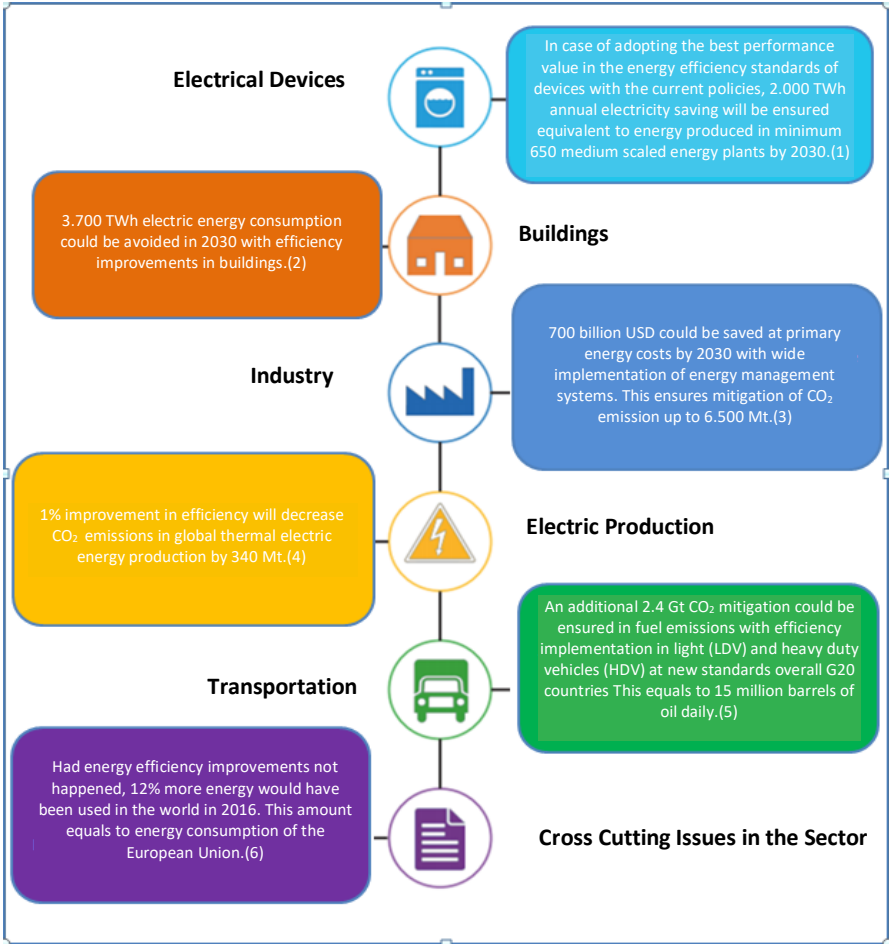 Electrical Devices
In case of adopting the best performance
value in the energy efficiency standards of
devices with the current policies, 2.000 TWh
annual electricity saving will be ensured
equivalent to energy produced in minimum
650 medium scaled energy plants by 2030.(1)
3.700 TWh electric energy consumption
could be avoided in 2030 with efficiency
improvements in buildings.(2)
Buildings
Industry
700 billion USD could be saved at primary
energy costs by 2030 with wide
implementation of energy management
systems. This ensures mitigation of CO₂
emission up to 6.500 Mt.(3)
1% improvement in efficiency will decrease
CO₂ emissions in global thermal electric
energy production by 340 Mt.(4)
Electric Production
Transportation
An additional 2.4 Gt CO₂ mitigation could be
ensured in fuel emissions with efficiency
implementation in light (LDV) and heavy duty
vehicles (HDV) at new standards overall G20
countries This equals to 15 million barrels of
oil daily.(5)
Had energy efficiency improvements not
happened, 12% more energy would have
been used in the world in 2016. This amount
equals to energy consumption of the
European Union.(6)
Cross Cutting Issues in the Sector